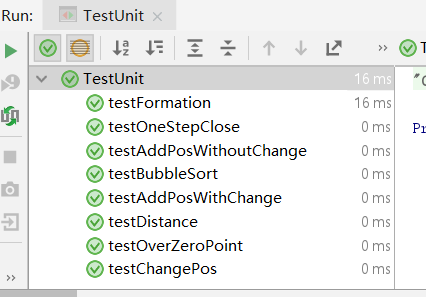 Run: TestUnit
TestUnit 16 ms
testFormation 16 ms
testOneStepClose 0 ms
testAddPosWithoutChange 0 ms
testBubbleSort 0 ms
testAddPosWithChange 0 ms
testDistance 0 ms
testOverZeroPoint 0 ms
testChangePos 0 ms